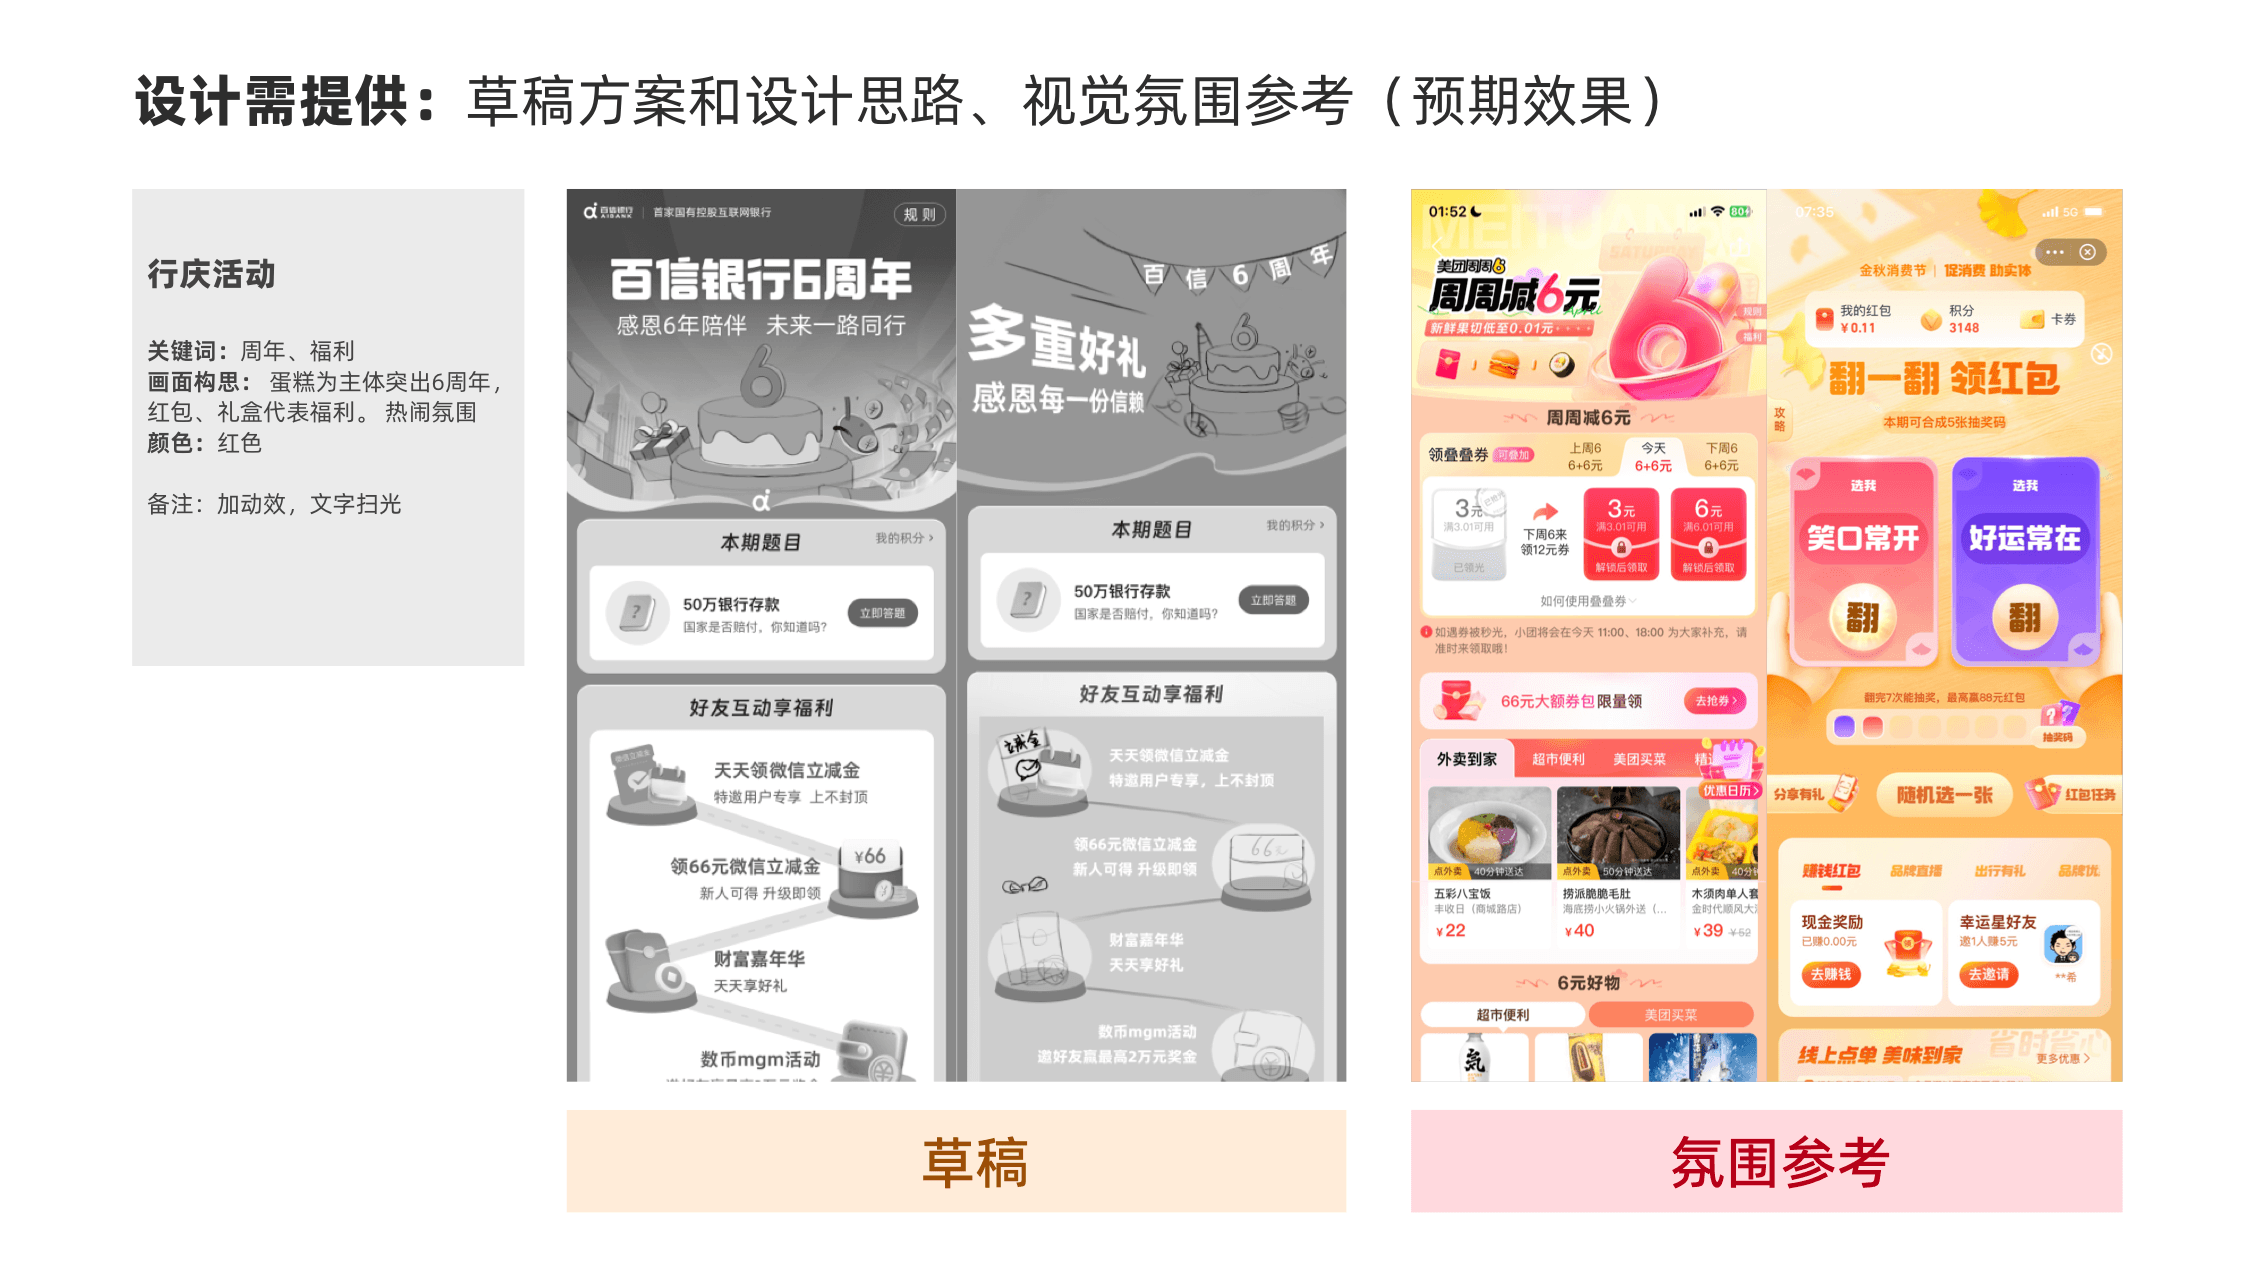 设计需提供：草稿方案和设计思路、视觉氛围参考（预期效果）
行庆活动
关键词：周年、福利
画面构思： 蛋糕为主体突出6周年，
红包、礼盒代表福利。 热闹氛围
颜色：红色
备注：加动效，文字扫光
百信银行
AIBANK
首家国有控股互联网银行
规 则
百信银行6周年
感恩6年陪伴 未来一路同行
本期题目
我的积分
50万银行存款
国家是否赔付，你知道吗？
立即答题
好友互动享福利
微信立减金
天天领微信立减金
特邀用户专享 上不封顶
领66元微信立减金
新人可得 升级即领
¥66
财富嘉年华
天天享好礼
数币mgm活动
百 信 6 周 年
多重好礼
感恩每一份信赖
本期题目
我的积分
50万银行存款
国家是否赔付，你知道吗？
立即答题
好友互动享福利
立减金
天天领微信立减金
特邀用户专享，上不封顶
领66元微信立减金
新人可得 升级即领
66元
财富嘉年华
天天享好礼
数币mgm活动
邀好友赢最高2万元奖金
草稿
01:52
80
MEITUAN
SATURDAY
美团周周6
周周减6元
April
新鲜果切低至0.01元
规则
福利
周周减6元
领叠叠券
可叠加
上周6
6+6元
今天
6+6元
下周6
6+6元
3元
满3.01可用
已领光
下周6来
领12元券
3元
满3.01可用
解锁后领取
6元
满6.01可用
解锁后领取
如何使用叠叠券
如遇券被秒光，小团将会在今天 11:00、18:00 为大家补充，请
准时来领取哦！
66元大额券包限量领
去抢券
外卖到家
超市便利
美团买菜
精选
优惠日历
点外卖 40分钟送达
点外卖 50分钟送达
点外卖 40分钟
五彩八宝饭
丰收日（商城路店）
¥22
捞派脆脆毛肚
海底捞小火锅外送（...
¥40
木须肉单人套
金时代顺风大
¥39 ¥52
6元好物
超市便利
美团买菜
気
07:35
5G
金秋消费节 | 促消费 助实体
我的红包
¥0.11
积分
3148
卡券
翻一翻 领红包
攻略
本期可合成5张抽奖码
选我
笑口常开
翻
选我
好运常在
翻
翻完7次能抽奖，最高赢88元红包
抽奖码
分享有礼
随机选一张
红包任务
赚钱红包
品牌直播
出行有礼
品牌优
现金奖励
已赚0.00元
去赚钱
幸运星好友
邀1人赚5元
去邀请
**希
线上点单 美味到家
省时省心
更多优惠
氛围参考